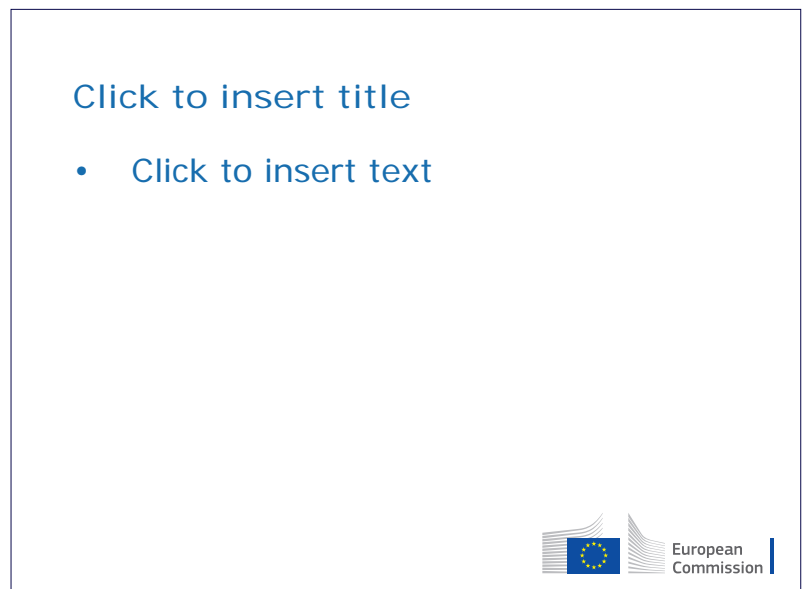 Click to insert title
• Click to insert text
European
Commission